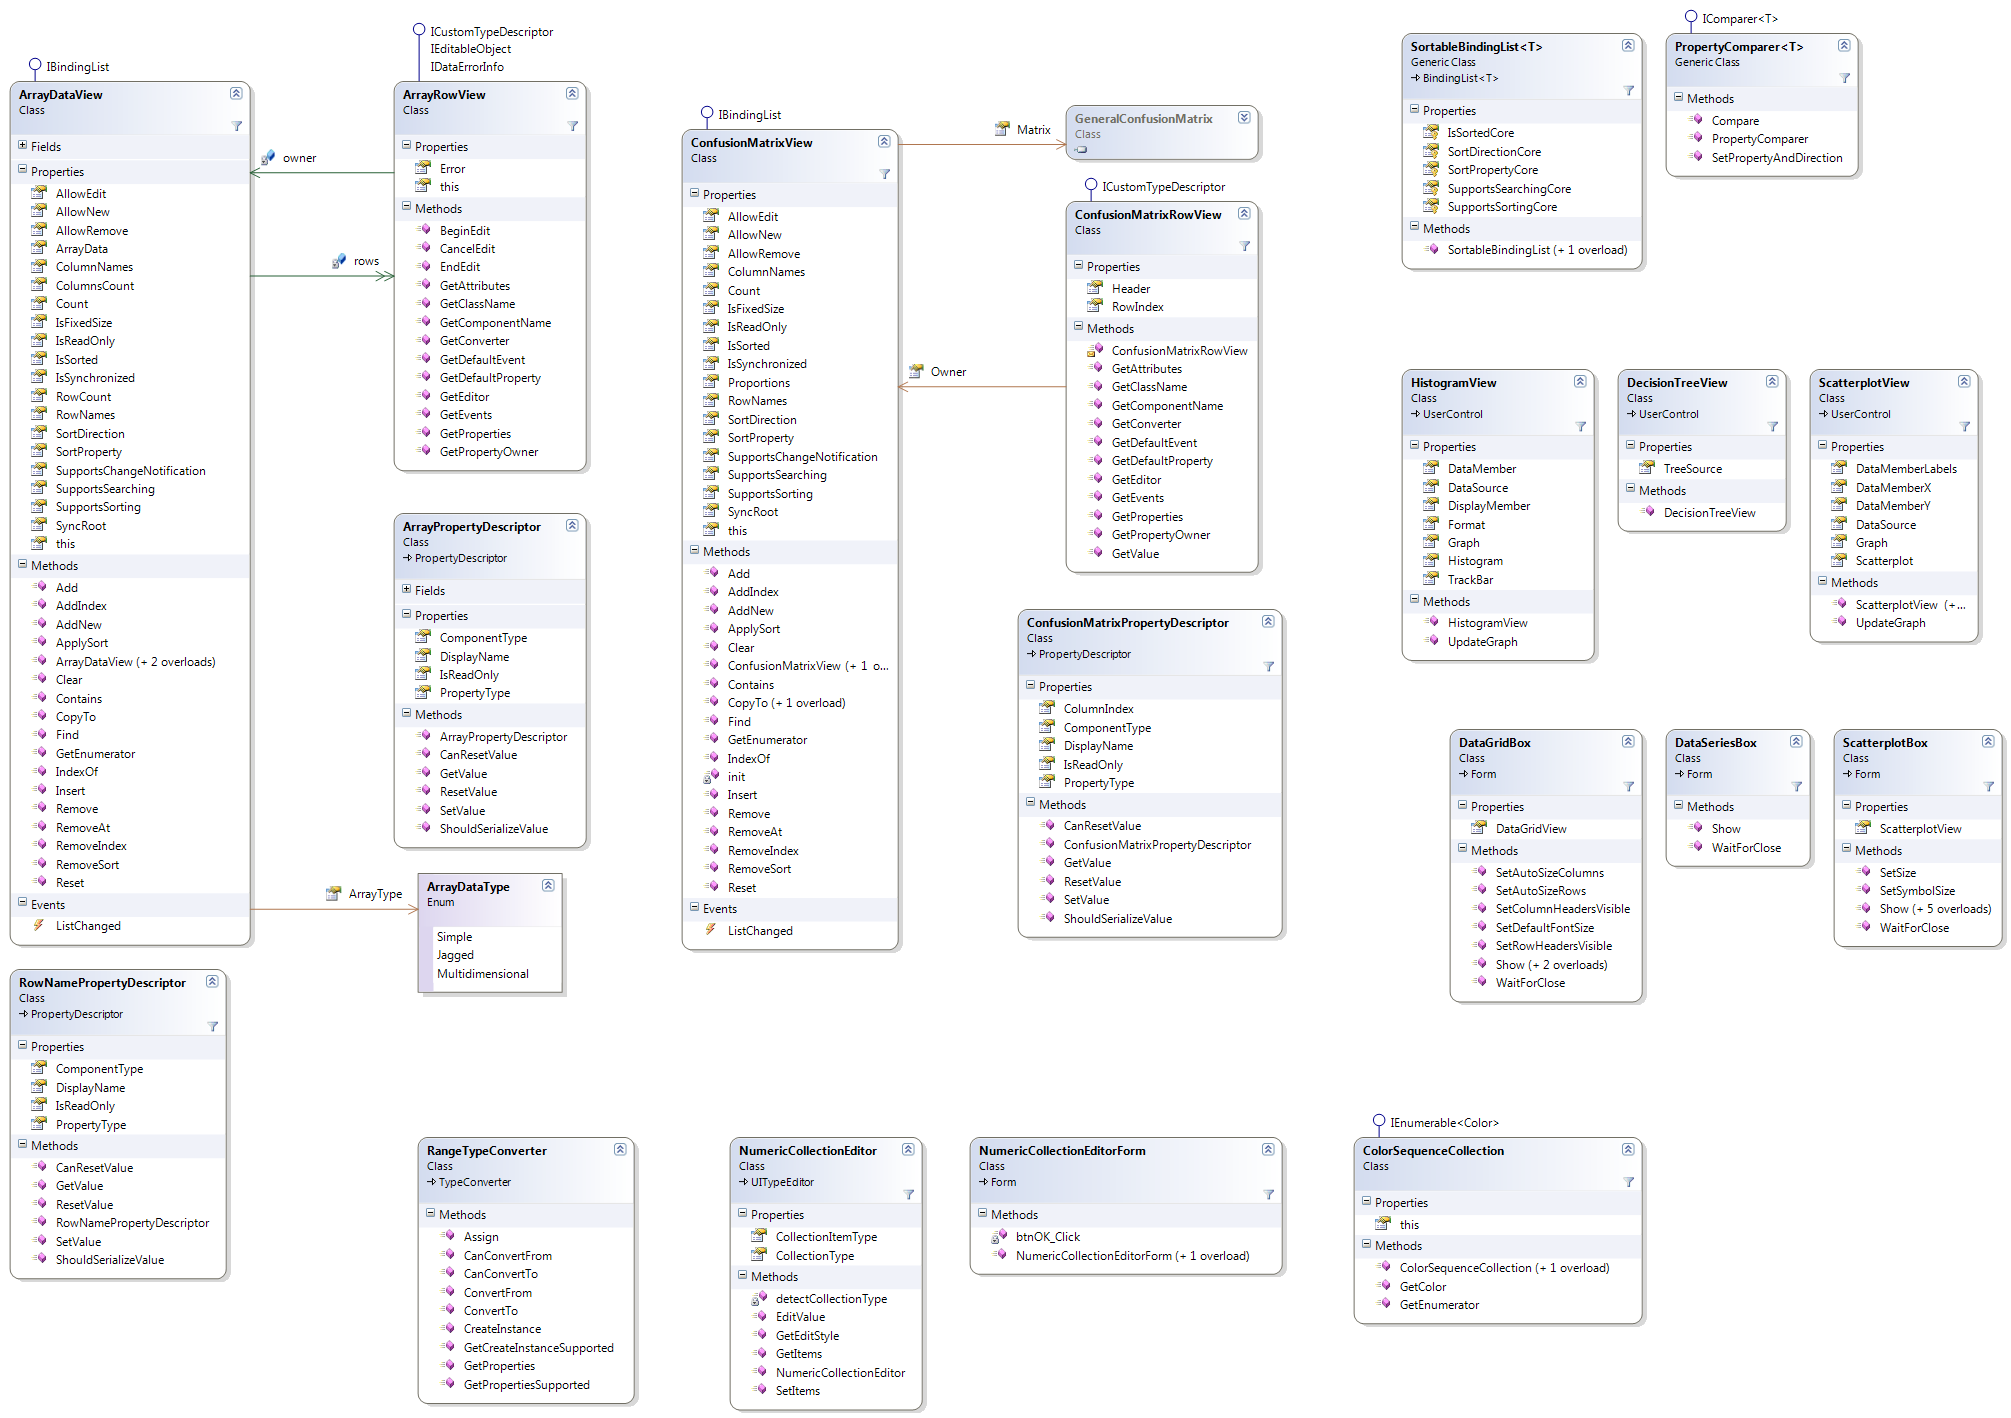 IBindingList
ArrayDataView
Class
Fields
Properties
AllowEdit
AllowNew
AllowRemove
ArrayData
ColumnNames
ColumnsCount
Count
IsFixedSize
IsReadOnly
IsSorted
IsSynchronized
RowCount
RowNames
SortDirection
SortProperty
SupportsChangeNotification
SupportsSearching
SupportsSorting
SyncRoot
this
Methods
Add
AddIndex
AddNew
ApplySort
ArrayDataView (+ 2 overloads)
Clear
Contains
CopyTo
Find
GetEnumerator
IndexOf
Insert
Remove
RemoveAt
RemoveIndex
RemoveSort
Reset
Events
ListChanged
owner
rows
ArrayType
ICustomTypeDescriptor
IEditableObject
IDataErrorInfo
ArrayRowView
Class
Properties
Error
this
Methods
BeginEdit
CancelEdit
EndEdit
GetAttributes
GetClassName
GetComponentName
GetConverter
GetDefaultEvent
GetDefaultProperty
GetEditor
GetEvents
GetProperties
GetPropertyOwner
ArrayPropertyDescriptor
Class
PropertyDescriptor
Fields
Properties
ComponentType
DisplayName
IsReadOnly
PropertyType
Methods
ArrayPropertyDescriptor
CanResetValue
GetValue
ResetValue
SetValue
ShouldSerializeValue
ArrayDataType
Enum
Simple
Jagged
Multidimensional
RowNamePropertyDescriptor
Class
PropertyDescriptor
Properties
ComponentType
DisplayName
IsReadOnly
PropertyType
Methods
CanResetValue
GetValue
ResetValue
RowNamePropertyDescriptor
SetValue
ShouldSerializeValue
IBindingList
ConfusionMatrixView
Class
Properties
AllowEdit
AllowNew
AllowRemove
ColumnNames
Count
IsFixedSize
IsReadOnly
IsSorted
IsSynchronized
Proportions
RowNames
SortDirection
SortProperty
SupportsChangeNotification
SupportsSearching
SupportsSorting
SyncRoot
this
Methods
Add
AddIndex
AddNew
ApplySort
Clear
ConfusionMatrixView (+ 1 o...
Contains
CopyTo (+ 1 overload)
Find
GetEnumerator
IndexOf
init
Insert
Remove
RemoveAt
RemoveIndex
RemoveSort
Reset
Events
ListChanged
Matrix
Owner
GeneralConfusionMatrix
Class
ICustomTypeDescriptor
ConfusionMatrixRowView
Class
Properties
Header
RowIndex
Methods
ConfusionMatrixRowView
GetAttributes
GetClassName
GetComponentName
GetConverter
GetDefaultEvent
GetDefaultProperty
GetEditor
GetEvents
GetProperties
GetPropertyOwner
GetValue
ConfusionMatrixPropertyDescriptor
Class
PropertyDescriptor
Properties
ColumnIndex
ComponentType
DisplayName
IsReadOnly
PropertyType
Methods
CanResetValue
ConfusionMatrixPropertyDescriptor
GetValue
ResetValue
SetValue
ShouldSerializeValue
SortableBindingList<T>
Generic Class
BindingList<T>
Properties
IsSortedCore
SortDirectionCore
SortPropertyCore
SupportsSearchingCore
SupportsSortingCore
Methods
SortableBindingList (+ 1 overload)
IComparer<T>
PropertyComparer<T>
Generic Class
Methods
Compare
PropertyComparer
SetPropertyAndDirection
HistogramView
Class
UserControl
Properties
DataMember
DataSource
DisplayMember
Format
Graph
Histogram
TrackBar
Methods
HistogramView
UpdateGraph
DecisionTreeView
Class
UserControl
Properties
TreeSource
Methods
DecisionTreeView
ScatterplotView
Class
UserControl
Properties
DataMemberLabels
DataMemberX
DataMemberY
DataSource
Graph
Scatterplot
Methods
ScatterplotView (+...
UpdateGraph
DataGridBox
Class
Form
Properties
DataGridView
Methods
SetAutoSizeColumns
SetAutoSizeRows
SetColumnHeadersVisible
SetDefaultFontSize
SetRowHeadersVisible
Show (+ 2 overloads)
WaitForClose
DataSeriesBox
Class
Form
Methods
Show
WaitForClose
ScatterplotBox
Class
Form
Properties
ScatterplotView
Methods
SetSize
SetSymbolSize
Show (+ 5 overloads)
WaitForClose
RangeTypeConverter
Class
TypeConverter
Methods
Assign
CanConvertFrom
CanConvertTo
ConvertFrom
ConvertTo
CreateInstance
GetCreateInstanceSupported
GetProperties
GetPropertiesSupported
NumericCollectionEditor
Class
UITypeEditor
Properties
CollectionItemType
CollectionType
Methods
detectCollectionType
EditValue
GetEditStyle
GetItems
NumericCollectionEditor
SetItems
NumericCollectionEditorForm
Class
Form
Methods
btnOK_Click
NumericCollectionEditorForm (+ 1 overload)
IEnumerable<Color>
ColorSequenceCollection
Class
Properties
this
Methods
ColorSequenceCollection (+ 1 overload)
GetColor
GetEnumerator